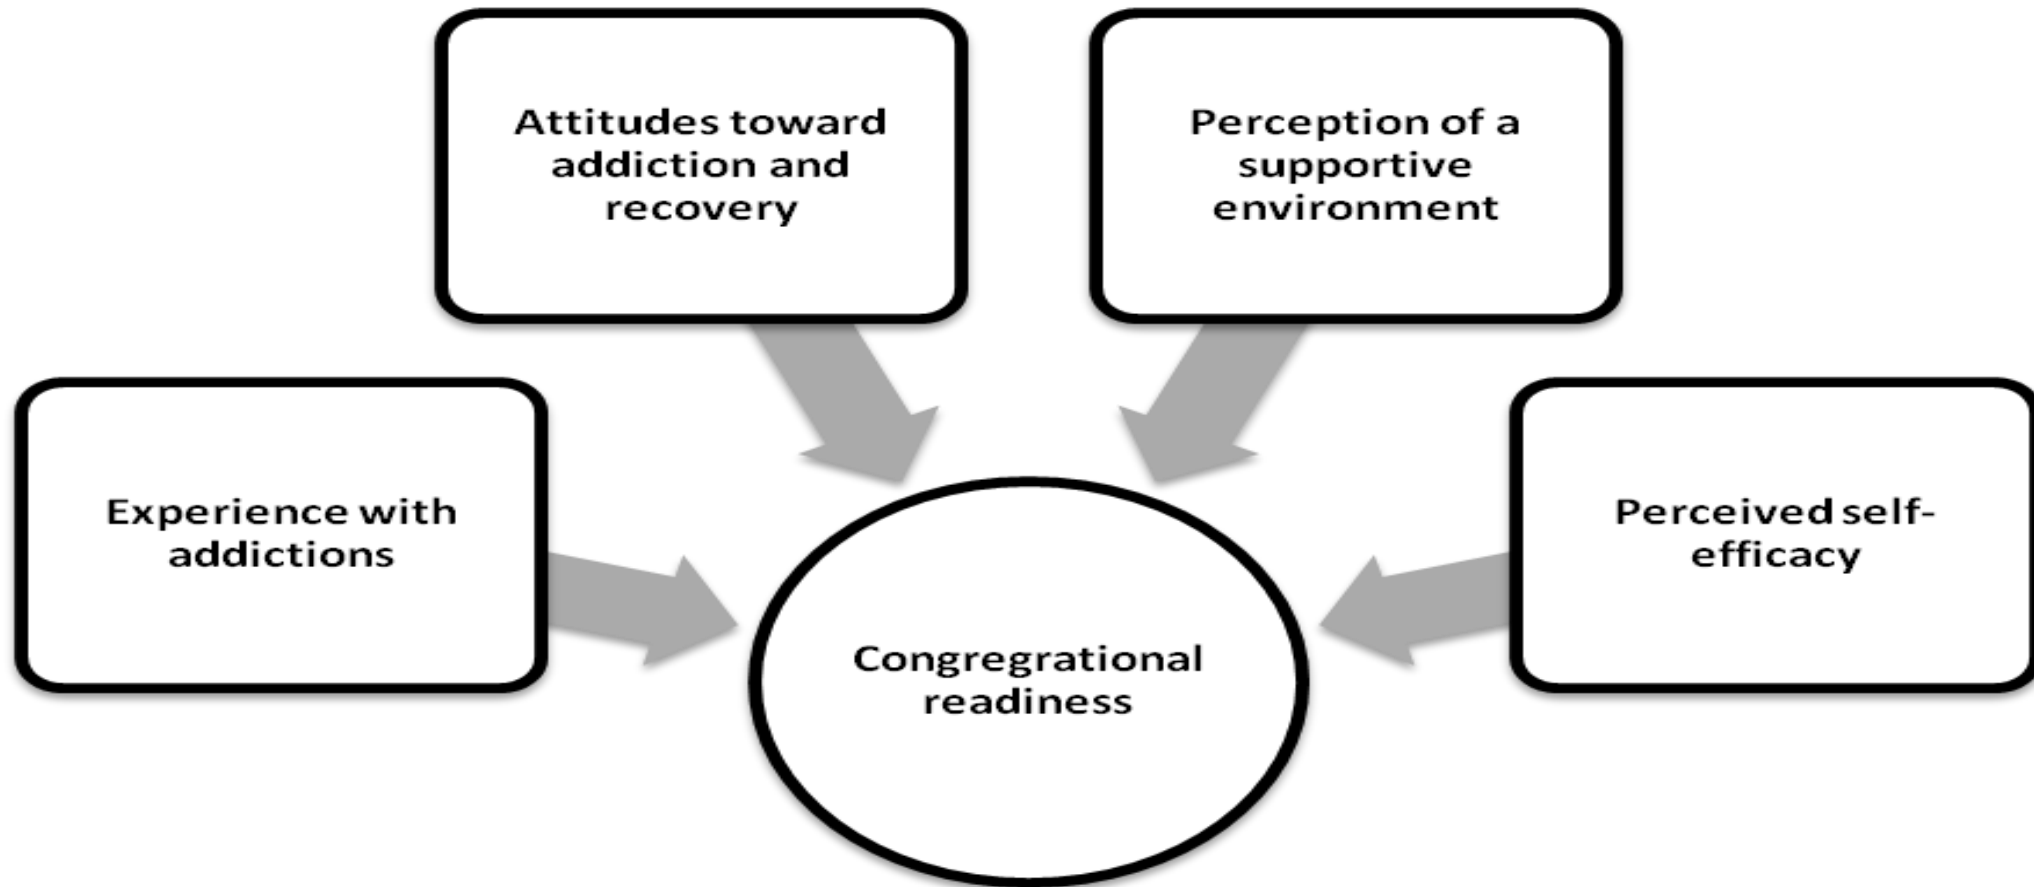 Attitudes toward
addiction and
recovery
Perception of a
supportive
environment
Experience with
addictions
Perceived self-
efficacy
Congregrational
readiness